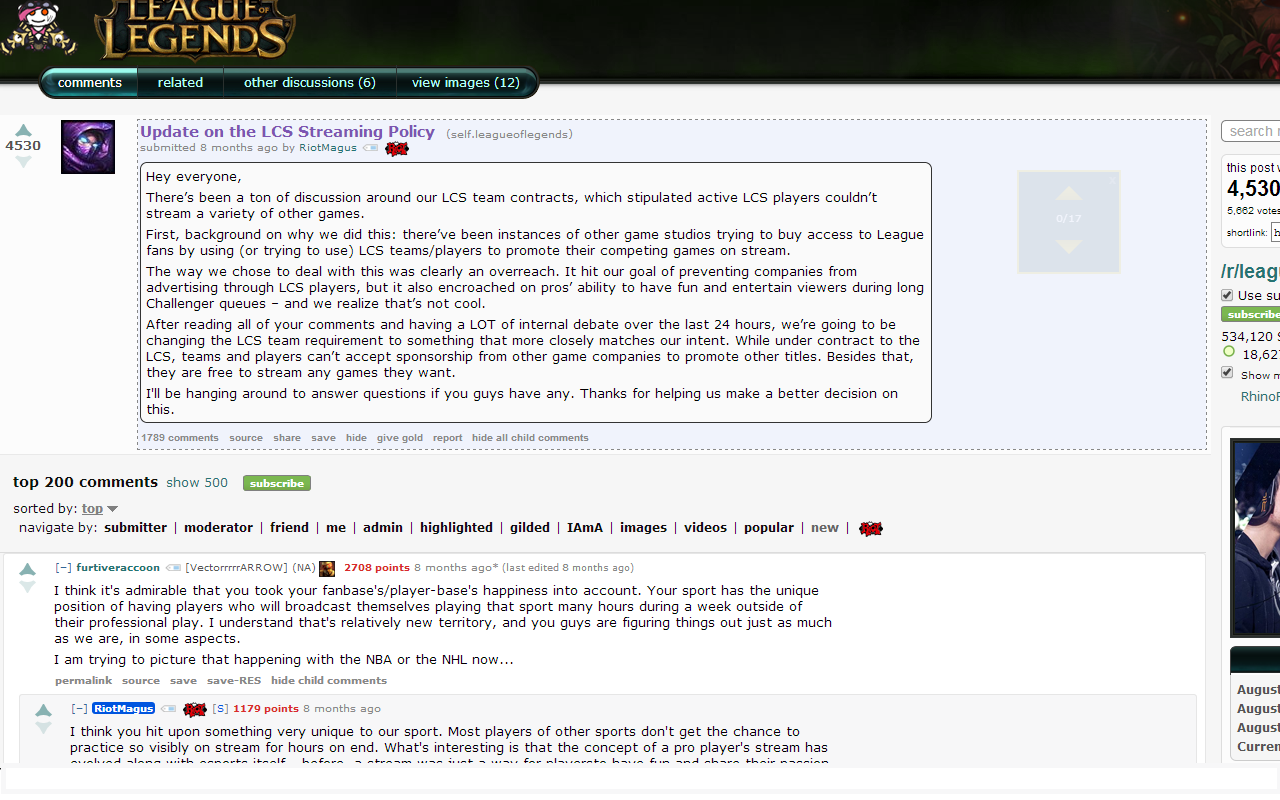 LEAGUE OF
LEGENDS
comments related other discussions (6) view images (12)
4530
Update on the LCS Streaming Policy (self.leagueoflegends)
submitted 8 months ago by RiotMagus
Hey everyone,
There's been a ton of discussion around our LCS team contracts, which stipulated active LCS players couldn't
stream a variety of other games.
First, background on why we did this: there've been instances of other game studios trying to buy access to League
fans by using (or trying to use) LCS teams/players to promote their competing games on stream.
The way we chose to deal with this was clearly an overreach. It hit our goal of preventing companies from
advertising through LCS players, but it also encroached on pros' ability to have fun and entertain viewers during long
Challenger queues – and we realize that's not cool.
After reading all of your comments and having a LOT of internal debate over the last 24 hours, we're going to be
changing the LCS team requirement to something that more closely matches our intent. While under contract to the
LCS, teams and players can't accept sponsorship from other game companies to promote other titles. Besides that,
they are free to stream any games they want.
I'll be hanging around to answer questions if you guys have any. Thanks for helping us make a better decision on
this.
1789 comments source share save hide give gold report hide all child comments
0/17
search
this post
4,530
5,662 votes
shortlink:
/r/leag
Use su
subscribe
534,120
18,62
Show m
RhinoF
top 200 comments show 500 subscribe
sorted by: top
navigate by: submitter | moderator | friend | me | admin | highlighted | gilded | IAmA | images | videos | popular | new |
[−] furtiveraccoon [VectorrrrrARROW] (NA) 2708 points 8 months ago* (last edited 8 months ago)
I think it's admirable that you took your fanbase's/player-base's happiness into account. Your sport has the unique
position of having players who will broadcast themselves playing that sport many hours during a week outside of
their professional play. I understand that's relatively new territory, and you guys are figuring things out just as much
as we are, in some aspects.
I am trying to picture that happening with the NBA or the NHL now...
permalink source save save-RES hide child comments
[−] RiotMagus [S] 1179 points 8 months ago
I think you hit upon something very unique to our sport. Most players of other sports don't get the chance to
practice so visibly on stream for hours on end. What's interesting is that the concept of a pro player's stream has
evolved along with esports itself - before, a stream was just a way for players to have fun and share their passion
August
August
August
Curren